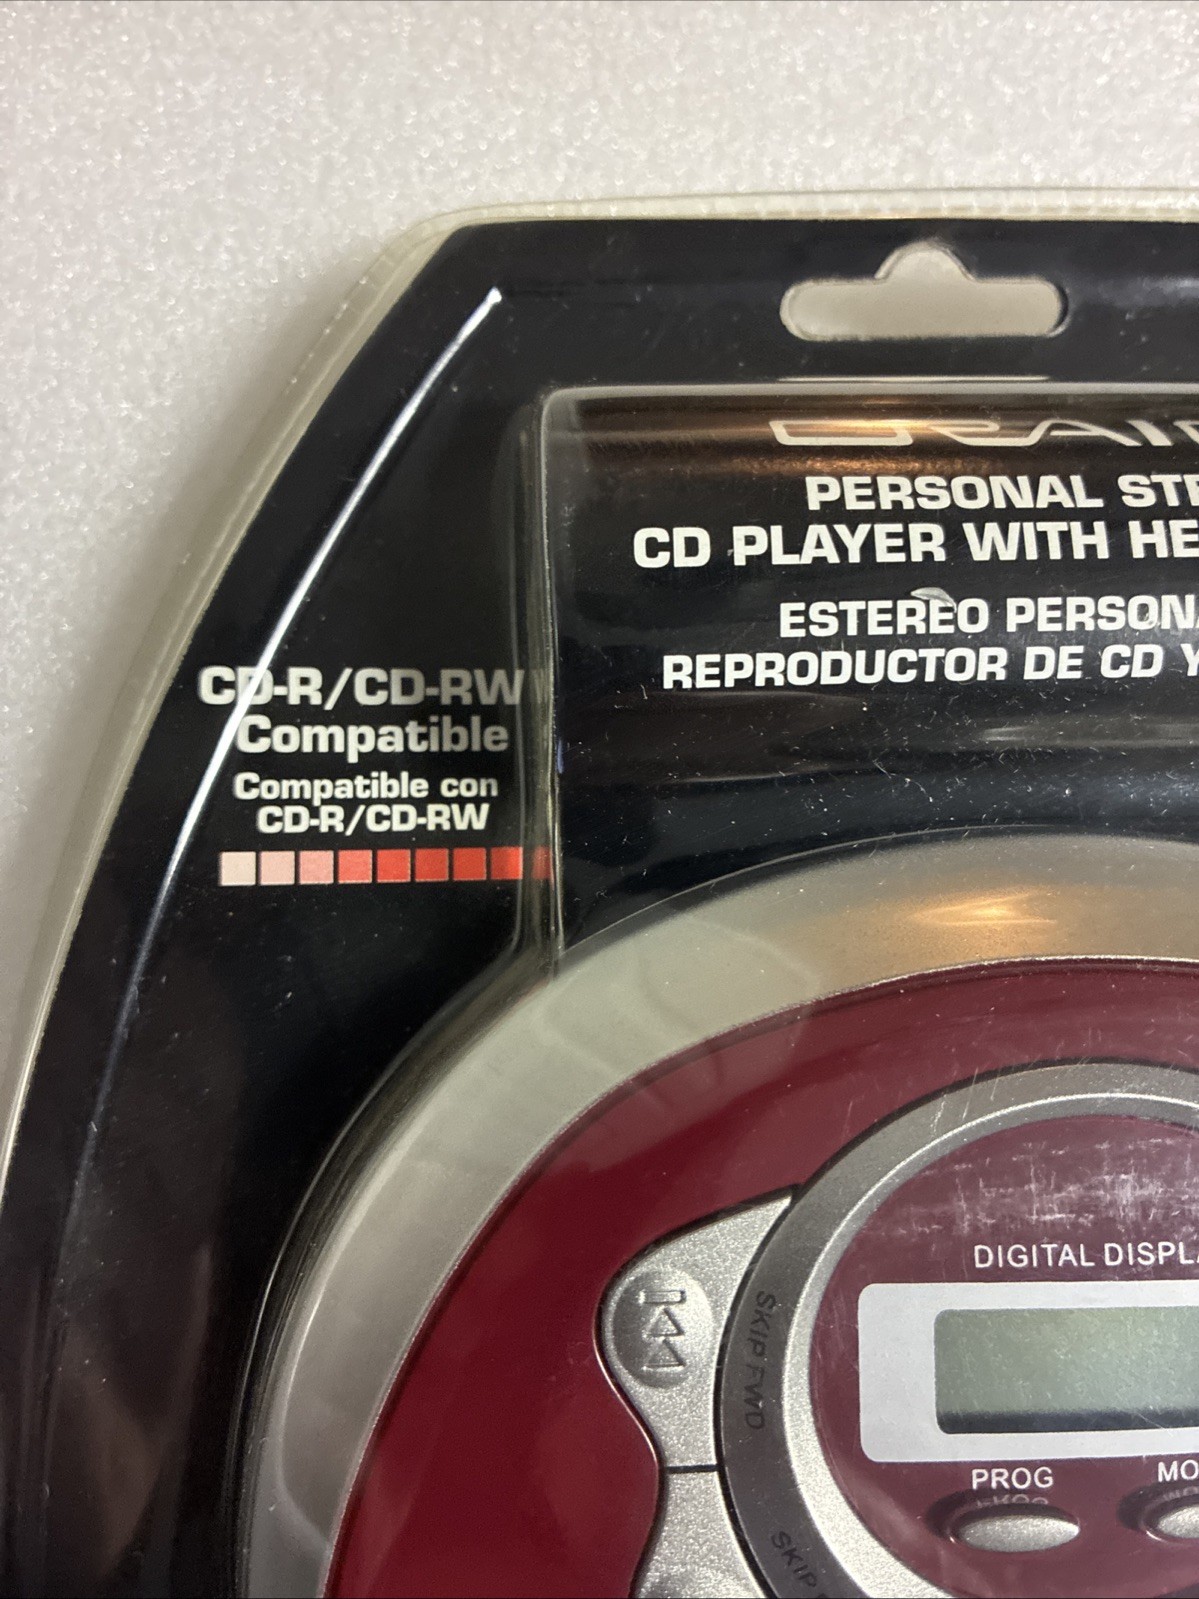 PERSONAL STE
CD PLAYER WITH HE
ESTEREO PERSONA
REPRODUCTOR DE CD Y
CD-R/CD-RW
Compatible
Compatible con
CD-R/CD-RW
DIGITAL DISPLA
SKIP FWD
PROG
MO
SKIP